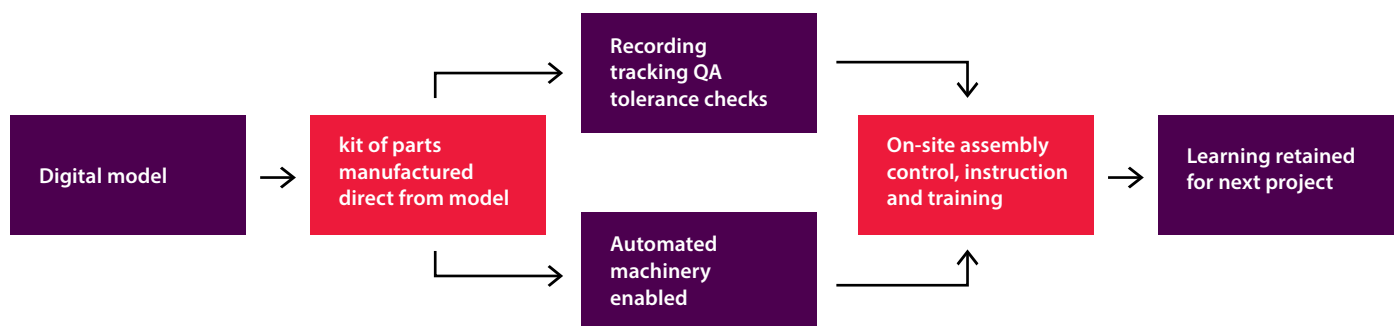 Digital model
kit of parts
manufactured
direct from model
Recording
tracking QA
tolerance checks
Automated
machinery
enabled
On-site assembly
control, instruction
and training
Learning retained
for next project